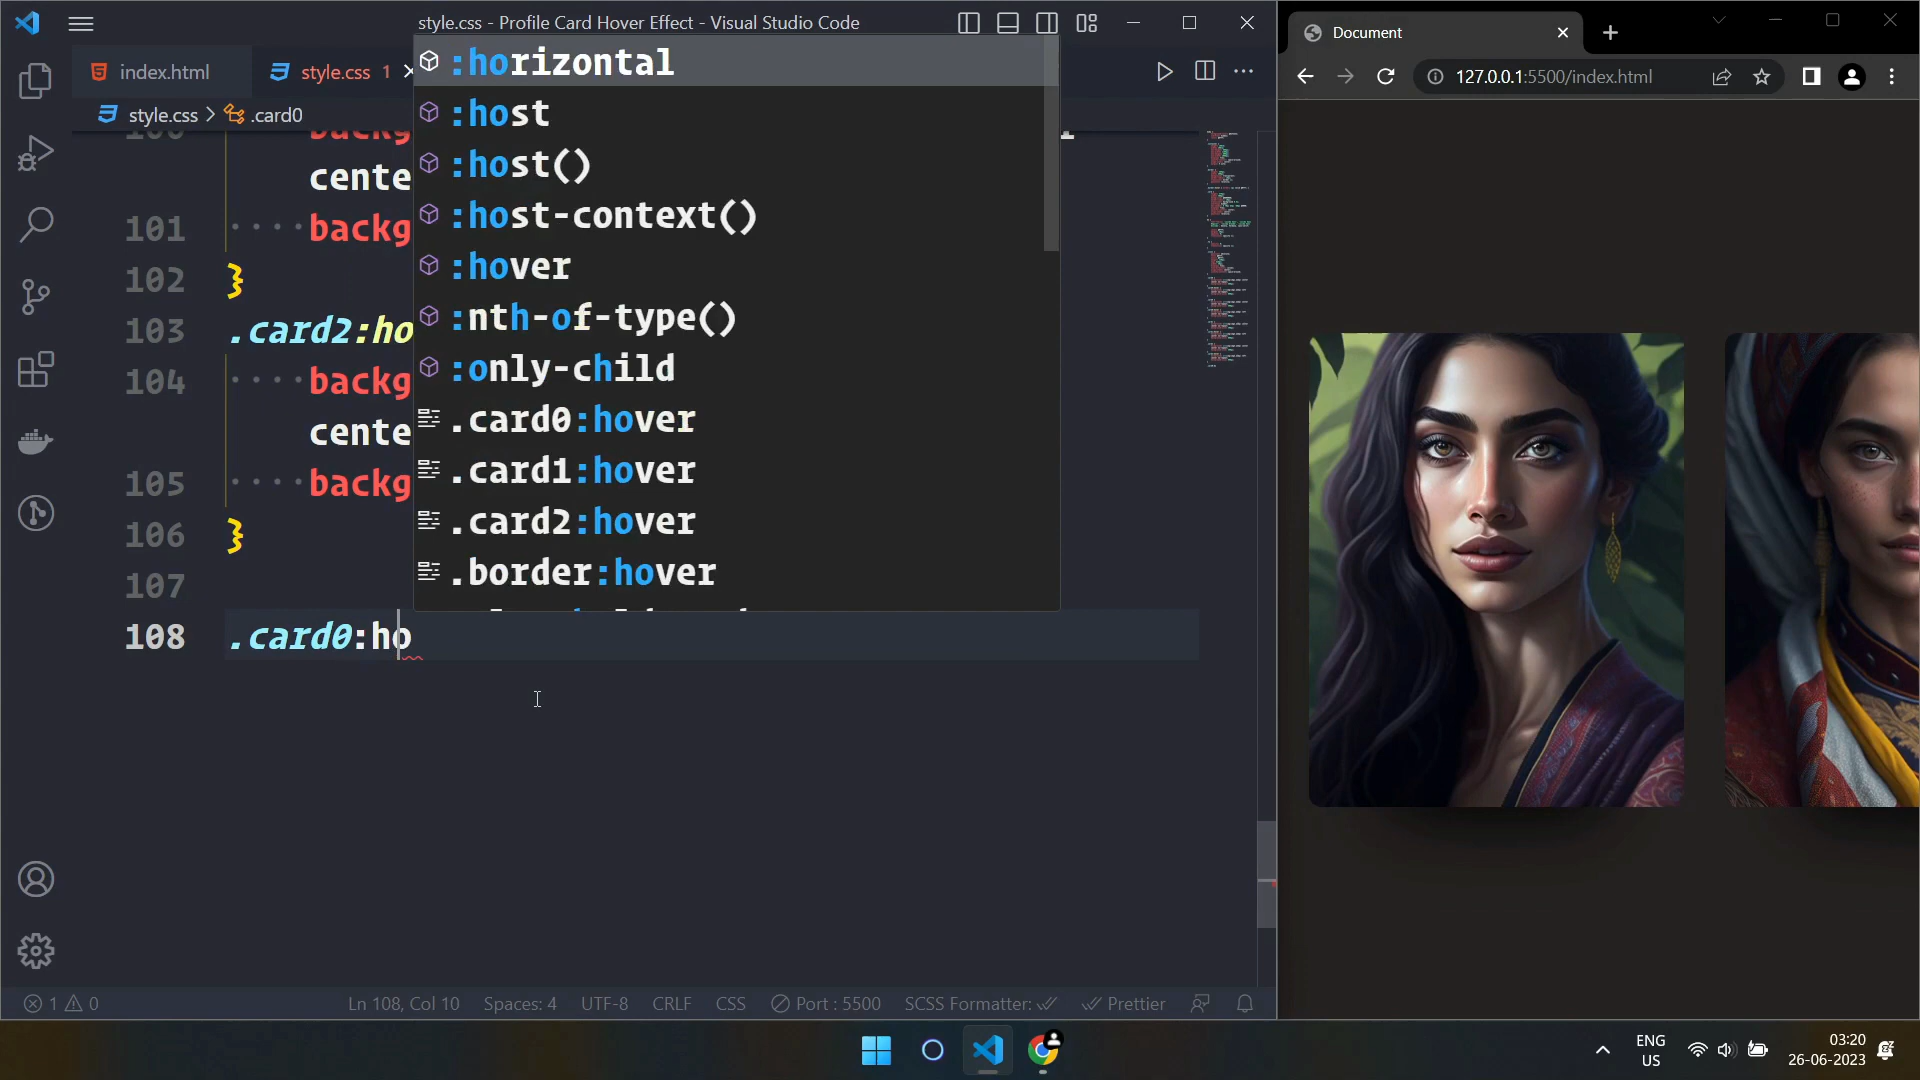 style.css - Profile Card Hover Effect - Visual Studio Code
index.html
style.css 1
style.css > .card0
cente
101 backg
102 }
103 .card2:ho
104 backg
cente
105 backg
106 }
107
108 .card0:ho
:horizontal
:host
:host()
:host-context()
:hover
:nth-of-type()
:only-child
.card0:hover
.card1:hover
.card2:hover
.border:hover
1 0
Ln 108, Col 10 Spaces: 4 UTF-8 CRLF CSS Port : 5500 SCSS Formatter: Prettier
Document
127.0.0.1:5500/index.html
ENG
US
03:20
26-06-2023